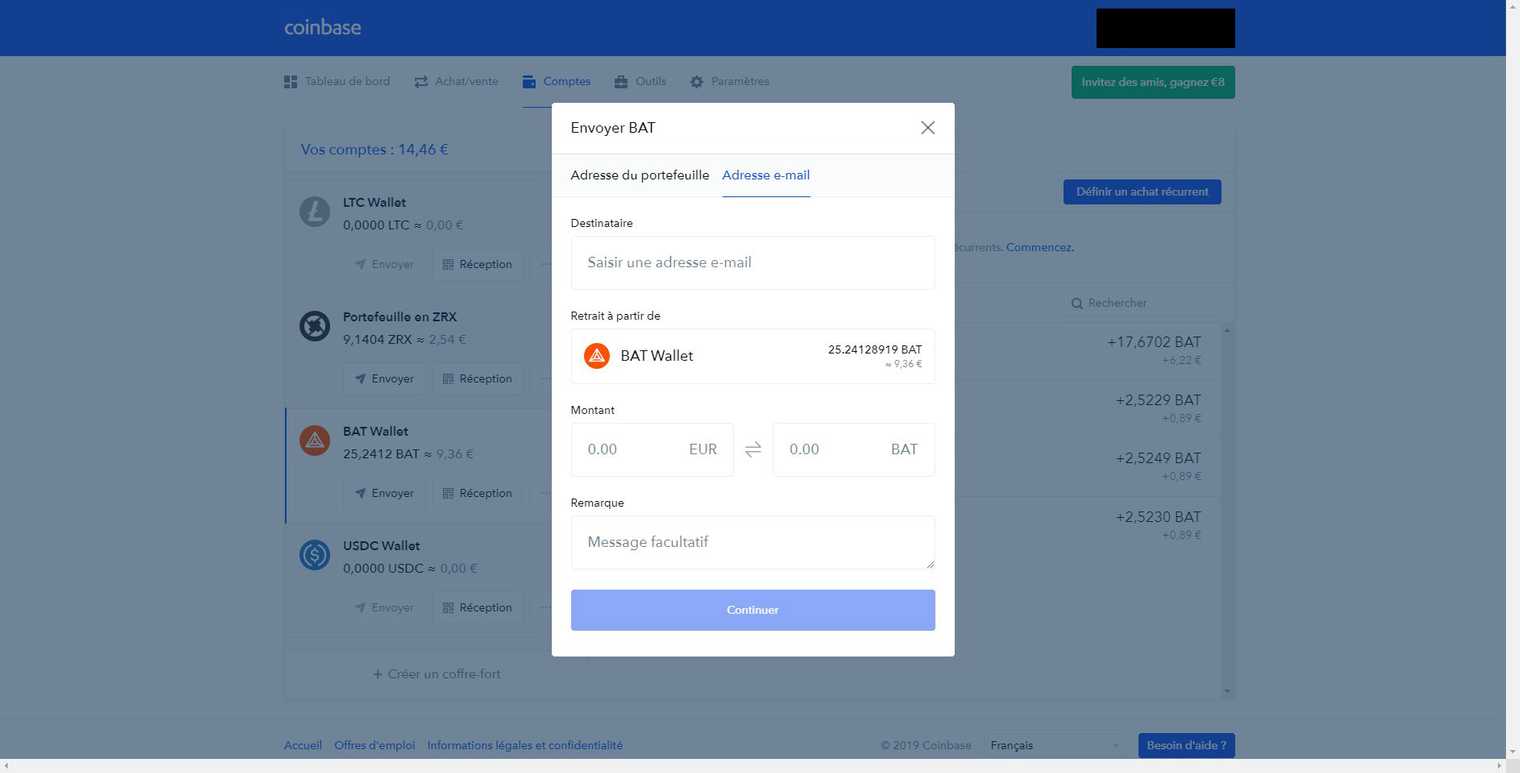 coinbase
Tableau de bord
Achat/vente
Comptes
Outils
Paramètres
Invitez des amis, gagnez €8
Vos comptes : 14,46 €
LTC Wallet
0,0000 LTC ≈ 0,00 €
Envoyer
Réception
Portefeuille en ZRX
9,1404 ZRX ≈ 2,54 €
Envoyer
Réception
BAT Wallet
25,2412 BAT ≈ 9,36 €
Envoyer
Réception
USDC Wallet
0,0000 USDC ≈ 0,00 €
Envoyer
Réception
+ Créer un coffre-fort
Envoyer BAT
Adresse du portefeuille
Adresse e-mail
Destinataire
Saisir une adresse e-mail
Retrait à partir de
BAT Wallet
25.24128919 BAT
≈ 9,36 €
Montant
0.00 EUR
0.00 BAT
Remarque
Message facultatif
Continuer
Définir un achat récurrent
écurrents. Commencez.
Rechercher
+17,6702 BAT
+6,22 €
+2,5229 BAT
+0,89 €
+2,5249 BAT
+0,89 €
+2,5230 BAT
+0,89 €
Accueil
Offres d'emploi
Informations légales et confidentialité
© 2019 Coinbase
Français
Besoin d'aide ?